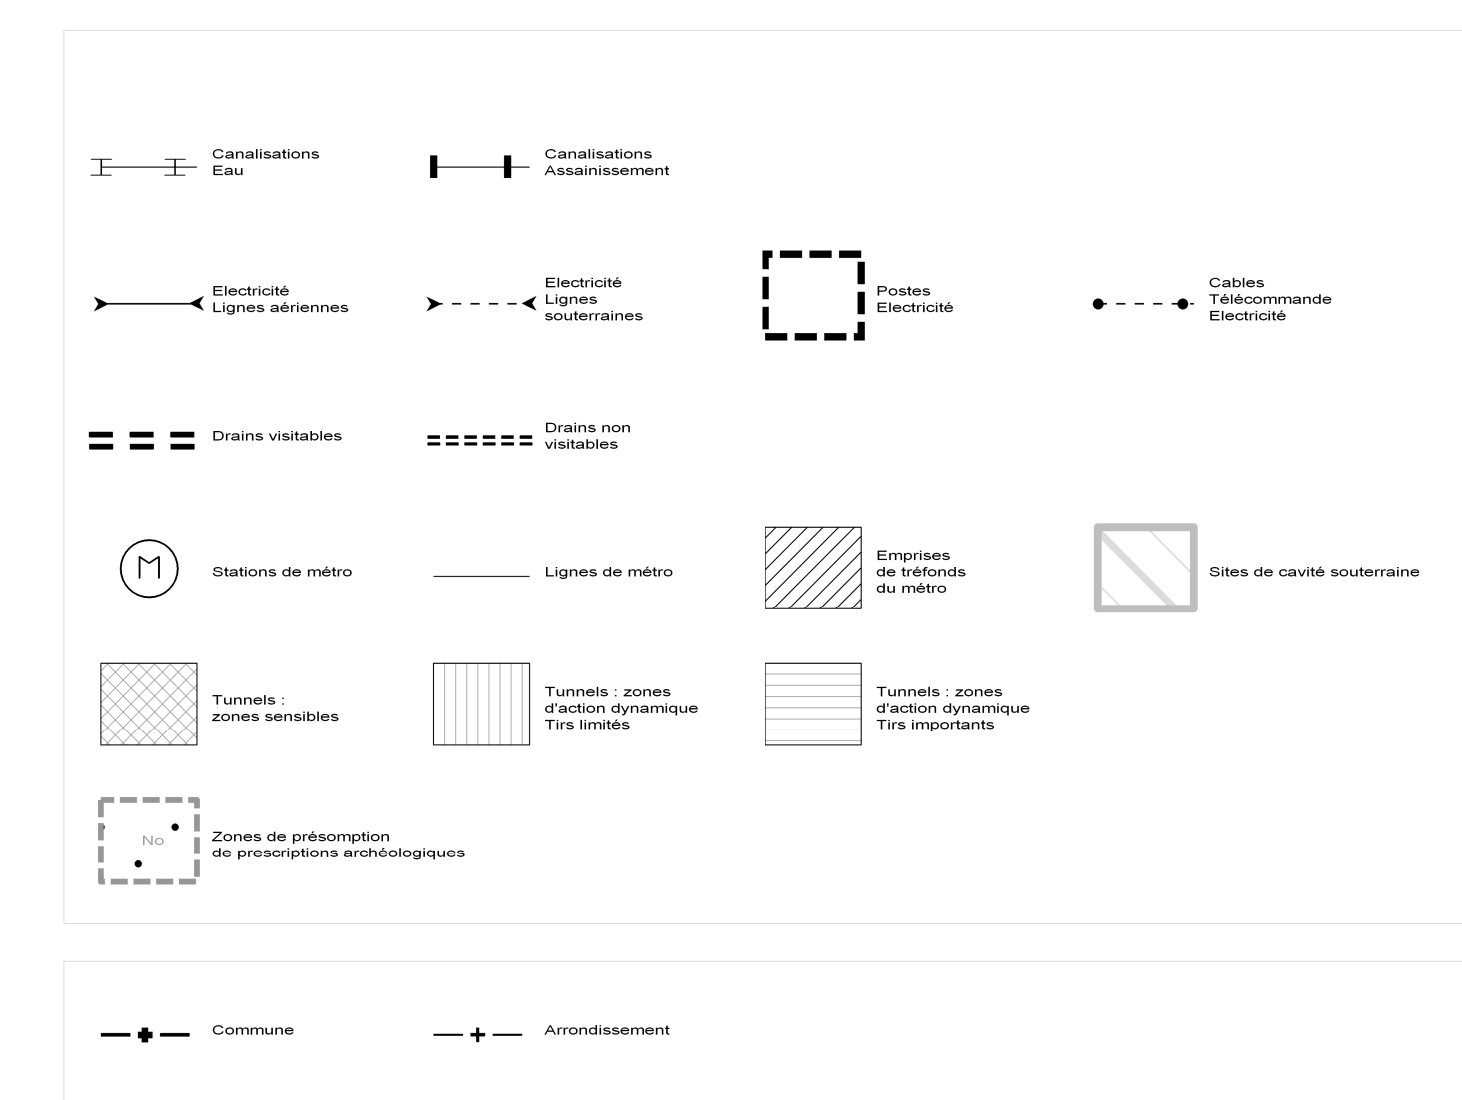 Canalisations
Eau
Canalisations
Assainissement
Electricité
Lignes aériennes
Electricité
Lignes
souterraines
Postes
Electricité
Cables
Télécommande
Electricité
Drains visitables
Drains non
visitables
M
Stations de métro
Lignes de métro
Emprises
de tréfonds
du métro
Sites de cavité souterraine
Tunnels :
zones sensibles
Tunnels : zones
d'action dynamique
Tirs limités
Tunnels : zones
d'action dynamique
Tirs importants
No
Zones de présomption
de prescriptions archéologiques
Commune
Arrondissement